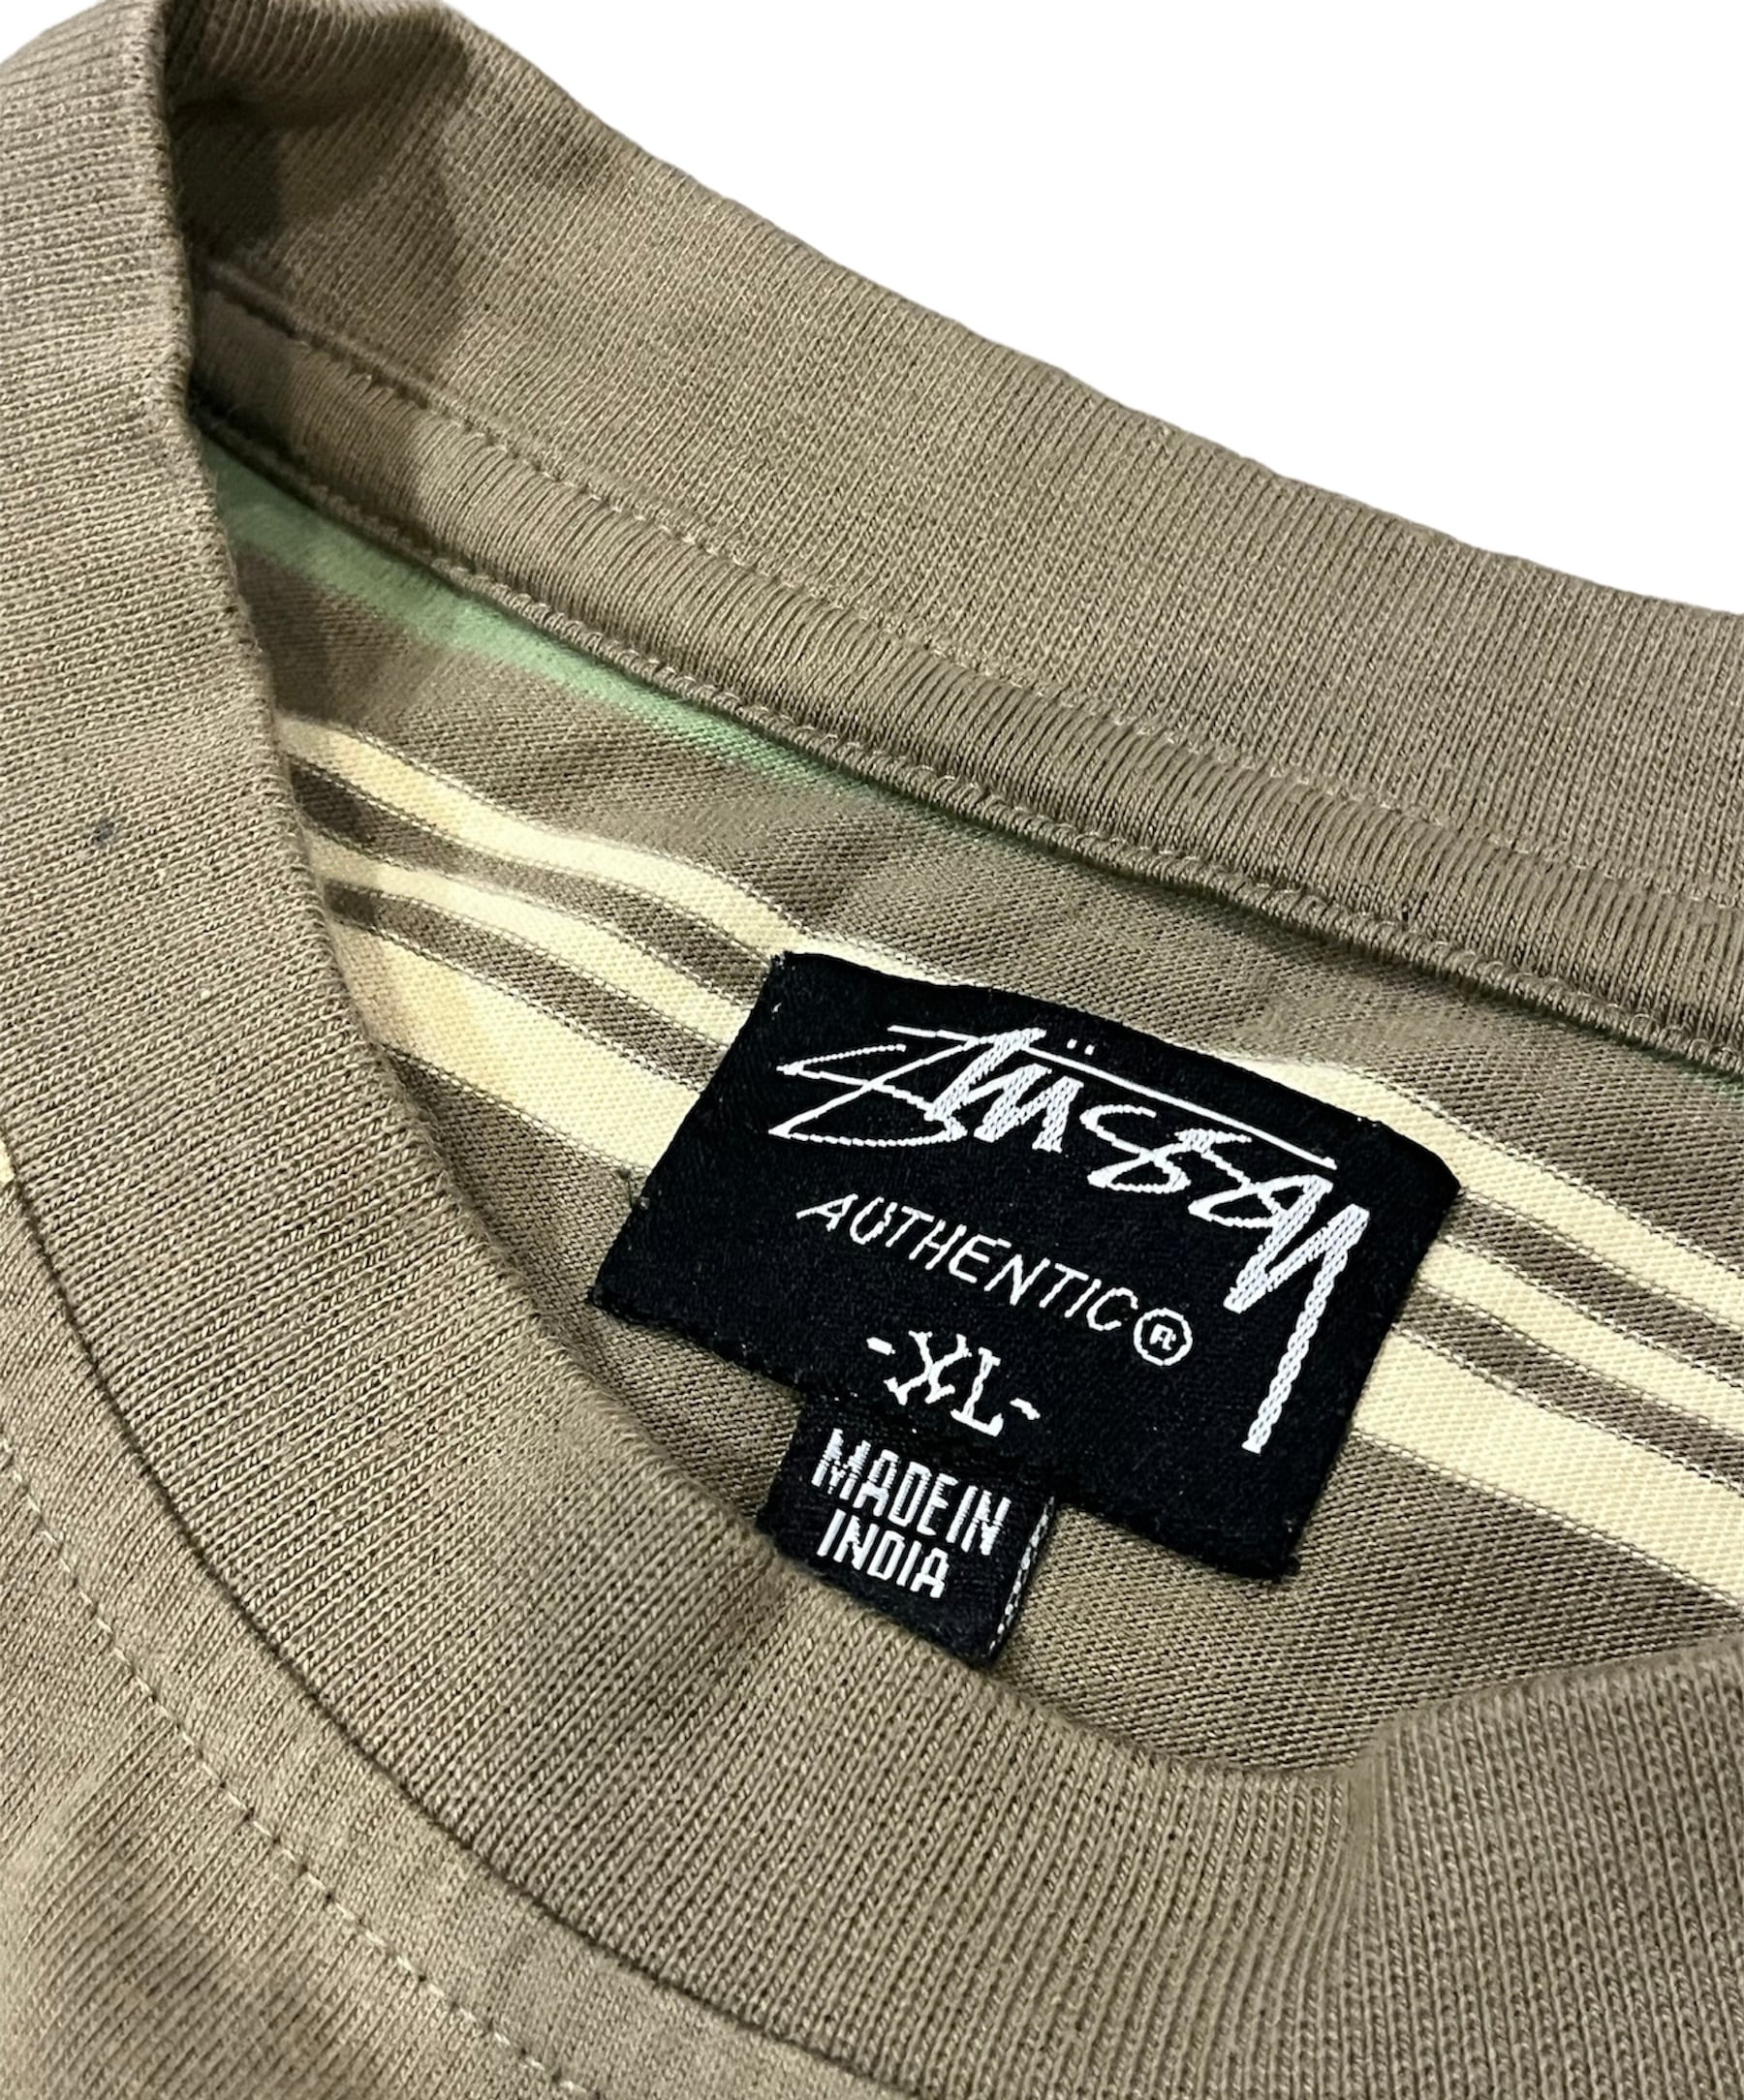 Stüssy
AUTHENTIC®
-XL-
MADE IN
INDIA